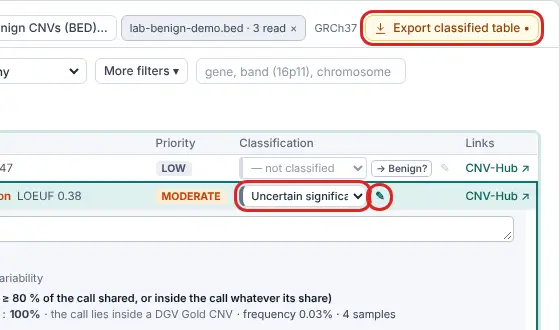 nign CNVs (BED)... lab-benign-demo.bed · 3 read × GRCh37 Export classified table •
ny More filters ▾ gene, band (16p11), chromosome
Priority Classification Links
47 LOW — not classified → Benign? ✎ CNV-Hub ↗
on LOEUF 0.38 MODERATE Uncertain significa ✎ CNV-Hub ↗
ariability
≥ 80 % of the call shared, or inside the call whatever its share)
: 100% · the call lies inside a DGV Gold CNV · frequency 0.03% · 4 samples